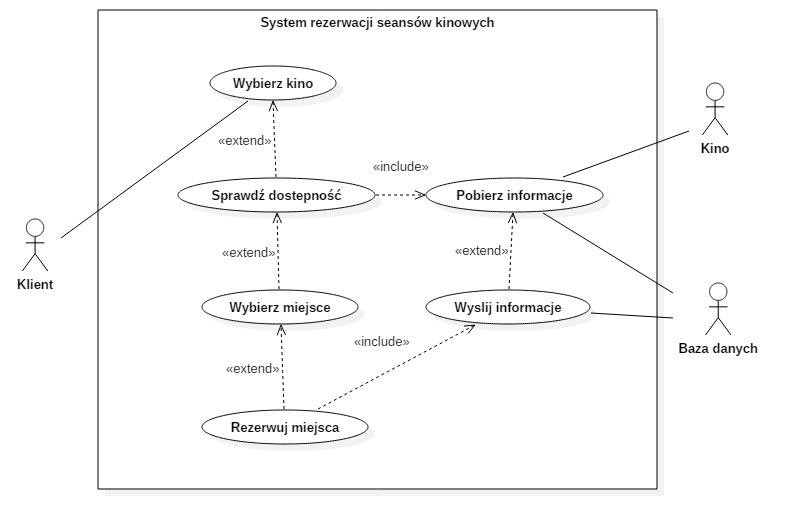 System rezerwacji seansów kinowych
Wybierz kino
«extend»
Kino
«include»
Sprawdź dostepność
Pobierz informacje
Klient
«extend»
«extend»
Wybierz miejsce
Wyslij informacje
«include»
Baza danych
«extend»
Rezerwuj miejsca